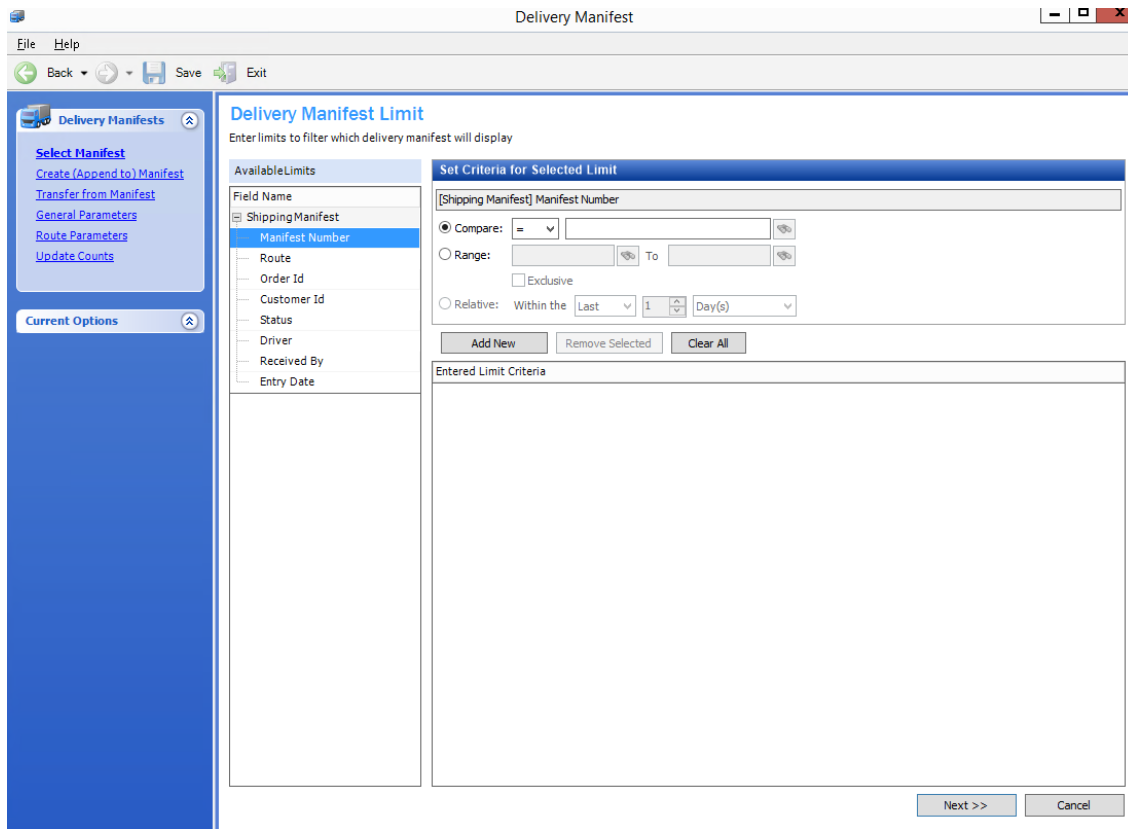 Delivery Manifest
File Help
Back Save Exit
Delivery Manifests
Select Manifest
Create (Append to) Manifest
Transfer from Manifest
General Parameters
Route Parameters
Update Counts
Current Options
Delivery Manifest Limit
Enter limits to filter which delivery manifest will display
AvailableLimits
Field Name
ShippingManifest
Manifest Number
Route
Order Id
Customer Id
Status
Driver
Received By
Entry Date
Set Criteria for Selected Limit
[Shipping Manifest] Manifest Number
Compare: =
Range: To
Exclusive
Relative: Within the Last 1 Day(s)
Add New Remove Selected Clear All
Entered Limit Criteria
Next >> Cancel